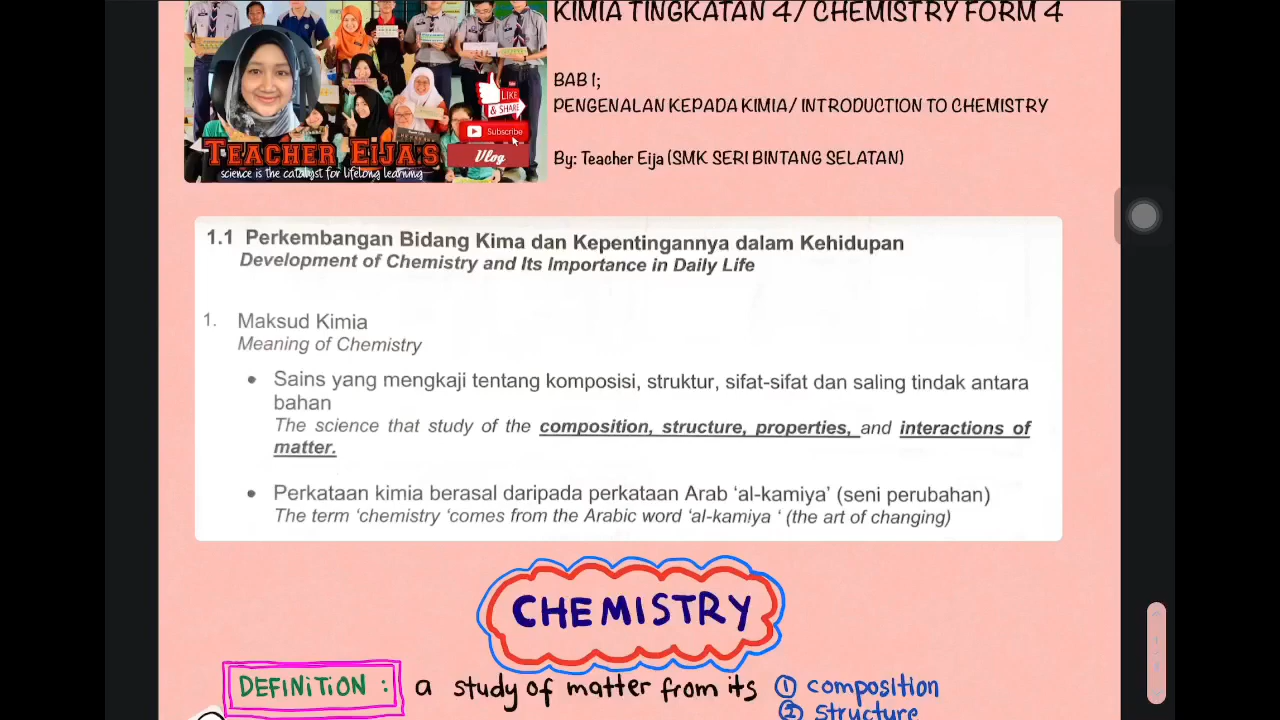 KIMIA TINGKATAN 4/ CHEMISTRY FORM 4
BAB 1;
PENGENALAN KEPADA KIMIA/ INTRODUCTION TO CHEMISTRY
By: Teacher Eija (SMK SERI BINTANG SELATAN)
LIKE
& SHARE
Subscribe
TEACHER EIJA'S
Vlog
science is the catalyst for lifelong learning
1.1 Perkembangan Bidang Kima dan Kepentingannya dalam Kehidupan
Development of Chemistry and Its Importance in Daily Life
1. Maksud Kimia
Meaning of Chemistry
• Sains yang mengkaji tentang komposisi, struktur, sifat-sifat dan saling tindak antara
bahan
The science that study of the composition, structure, properties, and interactions of
matter.
• Perkataan kimia berasal daripada perkataan Arab ‘al-kamiya’ (seni perubahan)
The term ‘chemistry ‘comes from the Arabic word ‘al-kamiya ‘ (the art of changing)
CHEMISTRY
DEFINITION : a study of matter from its ① composition
② structure